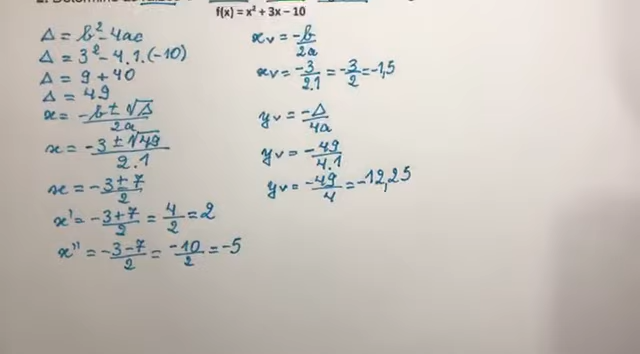 f(x) = x² + 3x – 10
Δ = b² - 4ac
Δ = 3² - 4.1.(-10)
Δ = 9 + 40
Δ = 49
x = -b ± √Δ / 2a
x = -3 ± √49 / 2.1
x = -3 ± 7 / 2
x' = -3+7 / 2 = 4/2 = 2
x'' = -3-7 / 2 = -10/2 = -5
xv = -b/2a
xv = -3/2.1 = -3/2 = -1,5
yv = -Δ/4a
yv = -49/4.1
yv = -49/4 = -12,25